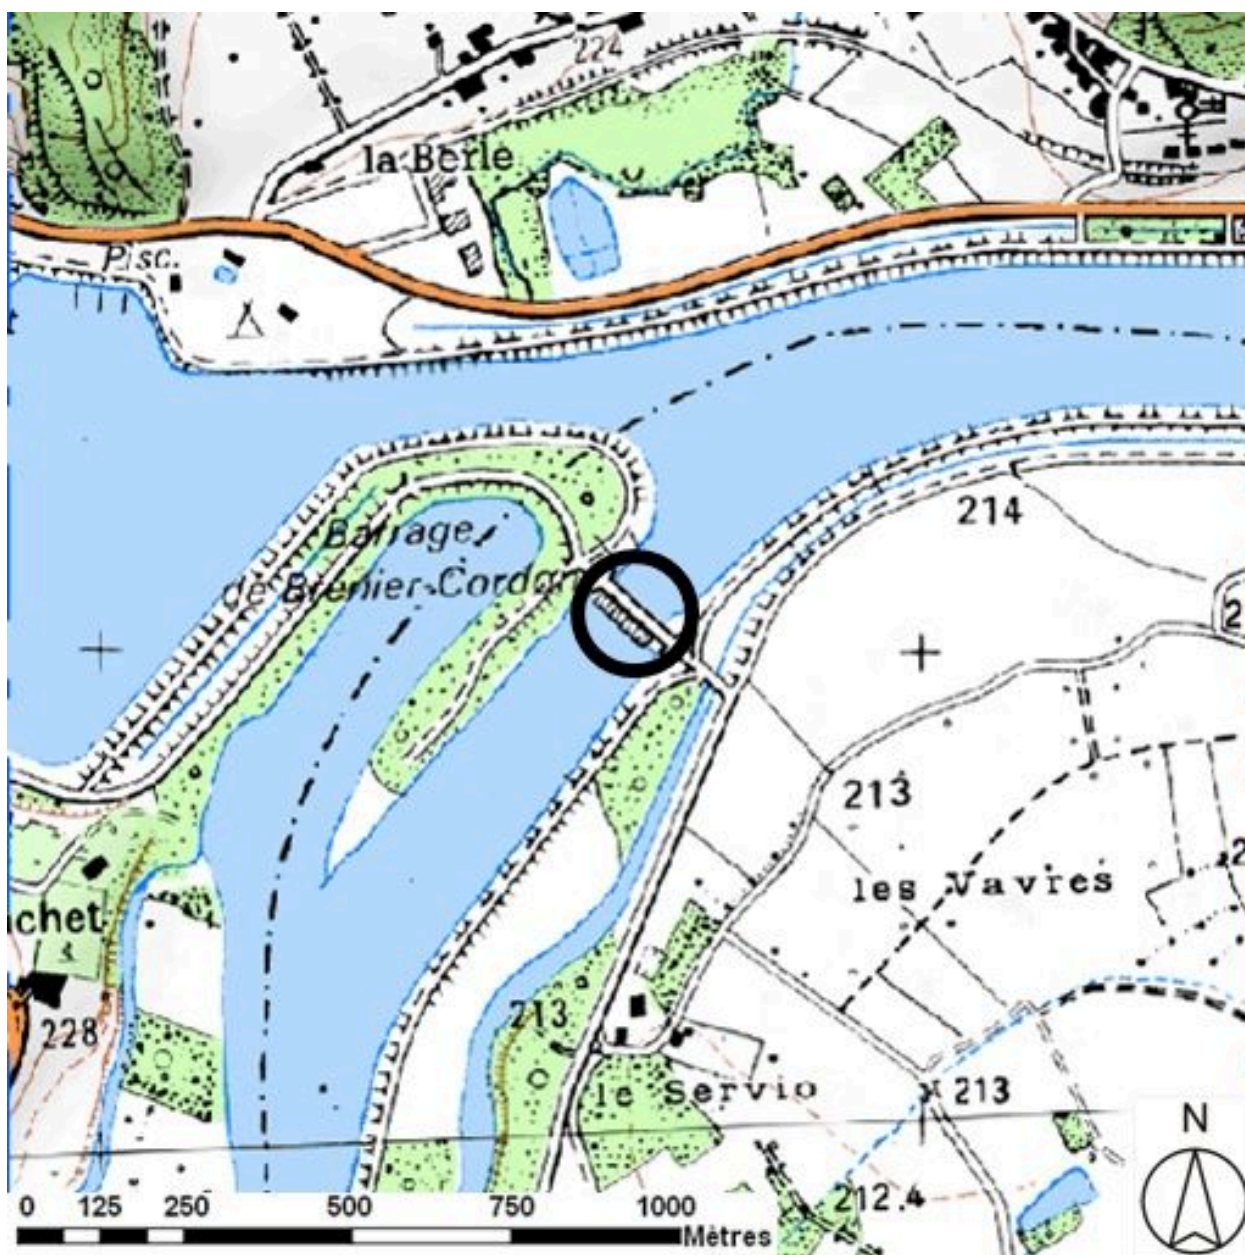 224
la Berle
Pisc.
214
Barrage
de Brenier-Cordon
213
les Vavres
chet
213
228
le Servio
213
N
212.4
0 125 250 500 750 1000
Mètres